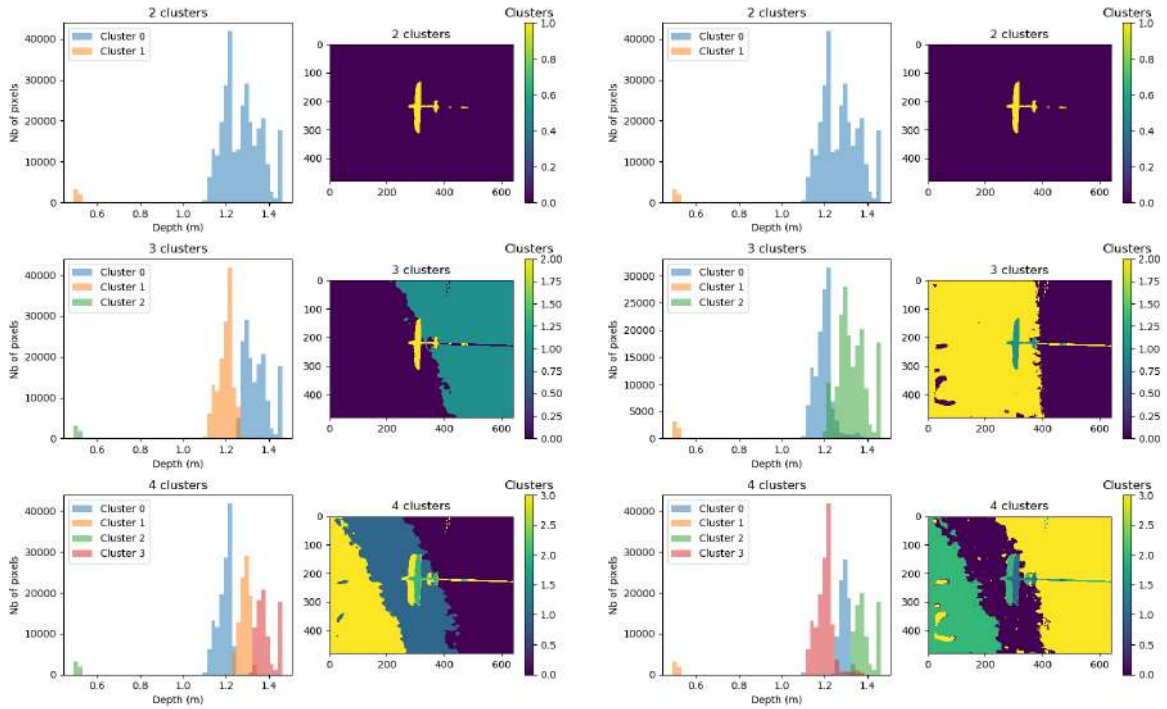 2 clusters
Nb of pixels
40000
30000
20000
10000
0
Cluster 0
Cluster 1
0.6 0.8 1.0 1.2 1.4
Depth (m)
2 clusters
0
100
200
300
400
0 200 400 600
Clusters
1.0
0.8
0.6
0.4
0.2
0.0
2 clusters
Nb of pixels
40000
30000
20000
10000
0
Cluster 0
Cluster 1
0.6 0.8 1.0 1.2 1.4
Depth (m)
2 clusters
0
100
200
300
400
0 200 400 600
Clusters
1.0
0.8
0.6
0.4
0.2
0.0
3 clusters
Nb of pixels
40000
30000
20000
10000
0
Cluster 0
Cluster 1
Cluster 2
0.6 0.8 1.0 1.2 1.4
Depth (m)
3 clusters
0
100
200
300
400
0 200 400 600
Clusters
2.00
1.75
1.50
1.25
1.00
0.75
0.50
0.25
0.00
3 clusters
Nb of pixels
30000
25000
20000
15000
10000
5000
0
Cluster 0
Cluster 1
Cluster 2
0.6 0.8 1.0 1.2 1.4
Depth (m)
3 clusters
0
100
200
300
400
0 200 400 600
Clusters
2.00
1.75
1.50
1.25
1.00
0.75
0.50
0.25
0.00
4 clusters
Nb of pixels
40000
30000
20000
10000
0
Cluster 0
Cluster 1
Cluster 2
Cluster 3
0.6 0.8 1.0 1.2 1.4
Depth (m)
4 clusters
0
100
200
300
400
0 200 400 600
Clusters
3.0
2.5
2.0
1.5
1.0
0.5
0.0
4 clusters
Nb of pixels
40000
30000
20000
10000
0
Cluster 0
Cluster 1
Cluster 2
Cluster 3
0.6 0.8 1.0 1.2 1.4
Depth (m)
4 clusters
0
100
200
300
400
0 200 400 600
Clusters
3.0
2.5
2.0
1.5
1.0
0.5
0.0